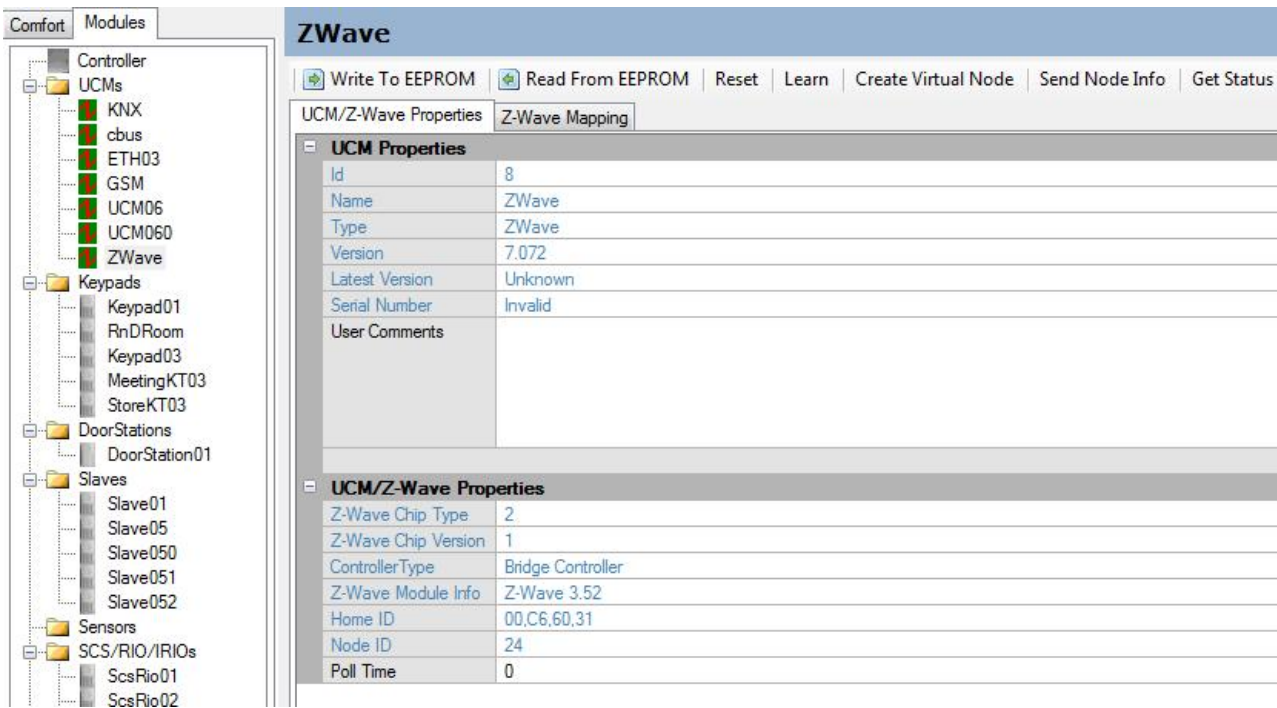 Comfort Modules
Controller
UCMs
KNX
cbus
ETH03
GSM
UCM06
UCM060
ZWave
Keypads
Keypad01
RnDRoom
Keypad03
MeetingKT03
StoreKT03
DoorStations
DoorStation01
Slaves
Slave01
Slave05
Slave050
Slave051
Slave052
Sensors
SCS/RIO/IRIOs
ScsRio01
ScsRio02
ZWave
Write To EEPROM Read From EEPROM Reset Learn Create Virtual Node Send Node Info Get Status
UCM/Z-Wave Properties Z-Wave Mapping
UCM Properties
Id 8
Name ZWave
Type ZWave
Version 7.072
Latest Version Unknown
Serial Number Invalid
User Comments
UCM/Z-Wave Properties
Z-Wave Chip Type 2
Z-Wave Chip Version 1
ControllerType Bridge Controller
Z-Wave Module Info Z-Wave 3.52
Home ID 00,C6,60,31
Node ID 24
Poll Time 0